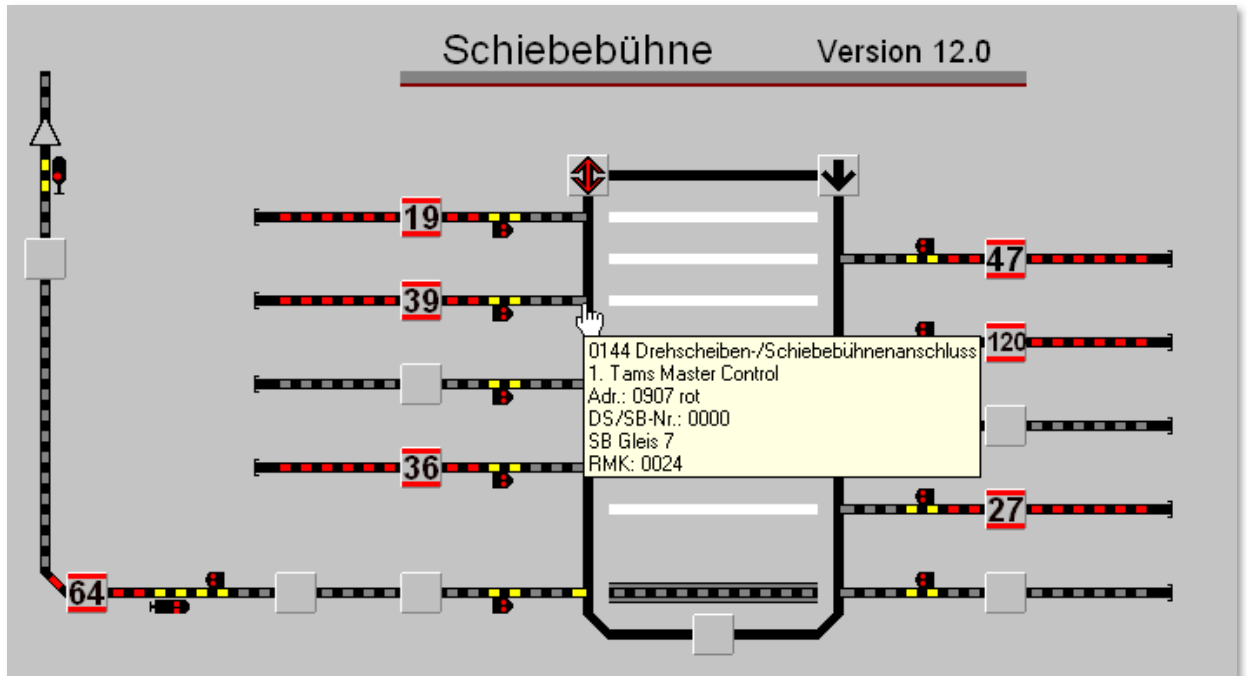 Schiebebühne Version 12.0
19
47
39
120
0144 Drehscheiben-/Schiebebühnenanschluss
1. Tams Master Control
Adr.: 0907 rot
DS/SB-Nr.: 0000
SB Gleis 7
RMK: 0024
36
27
64